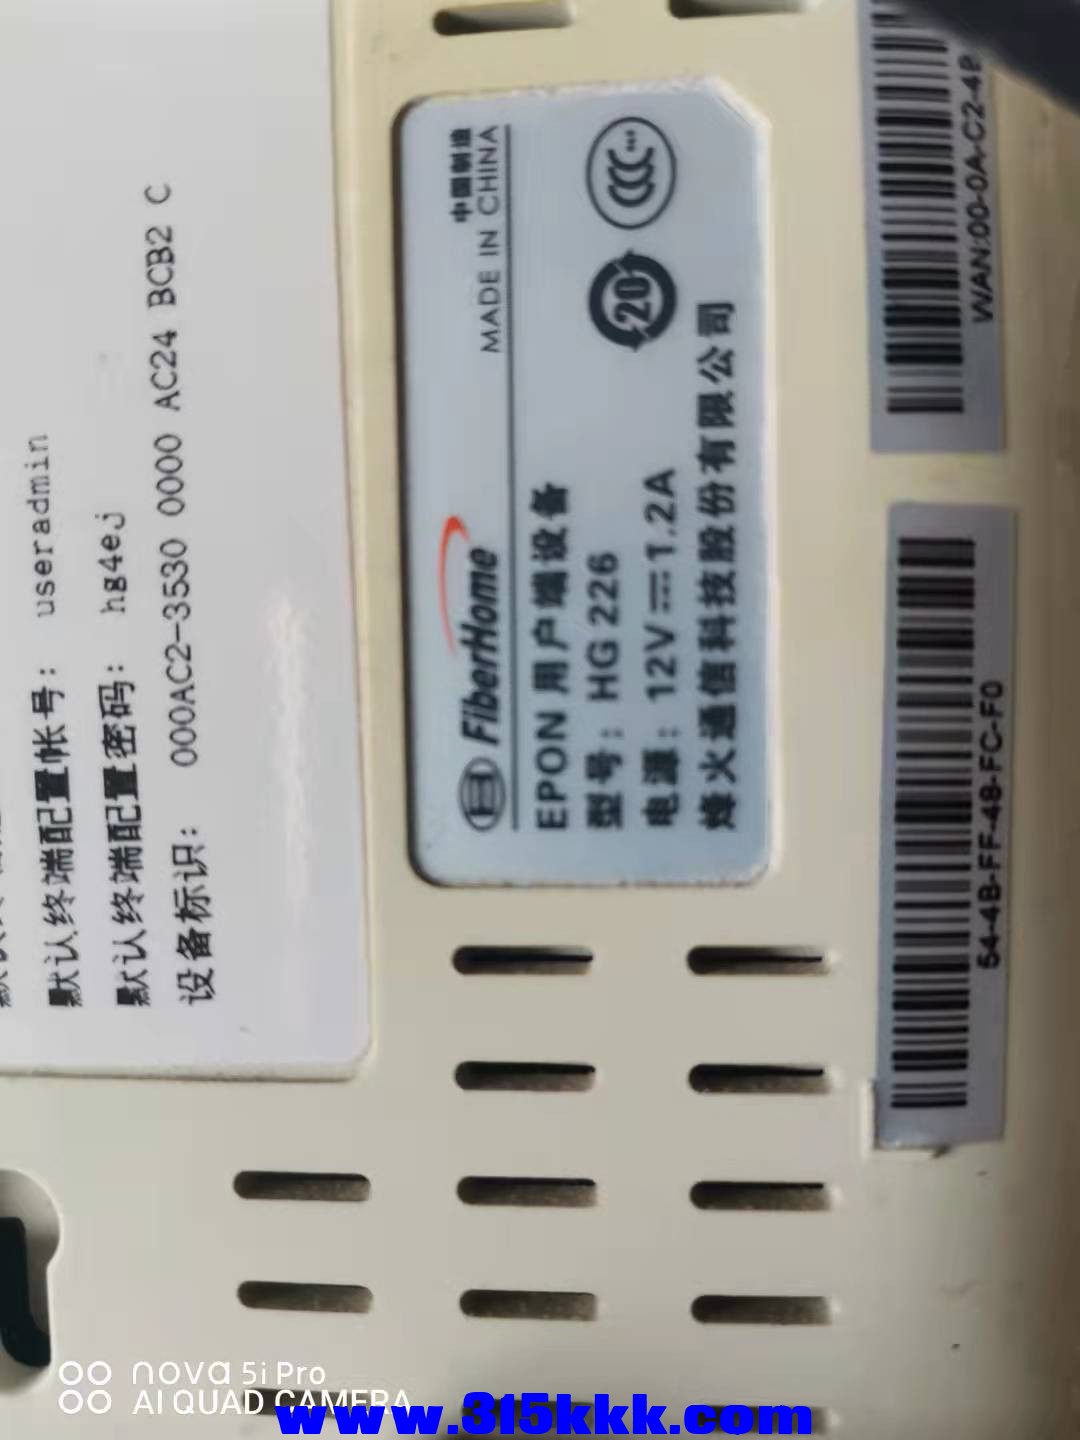 默认终端配置帐号： useradmin
默认终端配置密码： hg4ej
设备标识： 000AC2-3530 0000 AC24 BCB2 C
FiberHome
中国制造
MADE IN CHINA
EPON 用户端设备
型号：HG 226
电源：12V⎓1.2A
烽火通信科技股份有限公司
20
CCC
WAN:00-0A-C2-4B
54-4B-FF-48-FC-F0
nova 5i Pro
AI QUAD CAMERA
www.315kkk.com